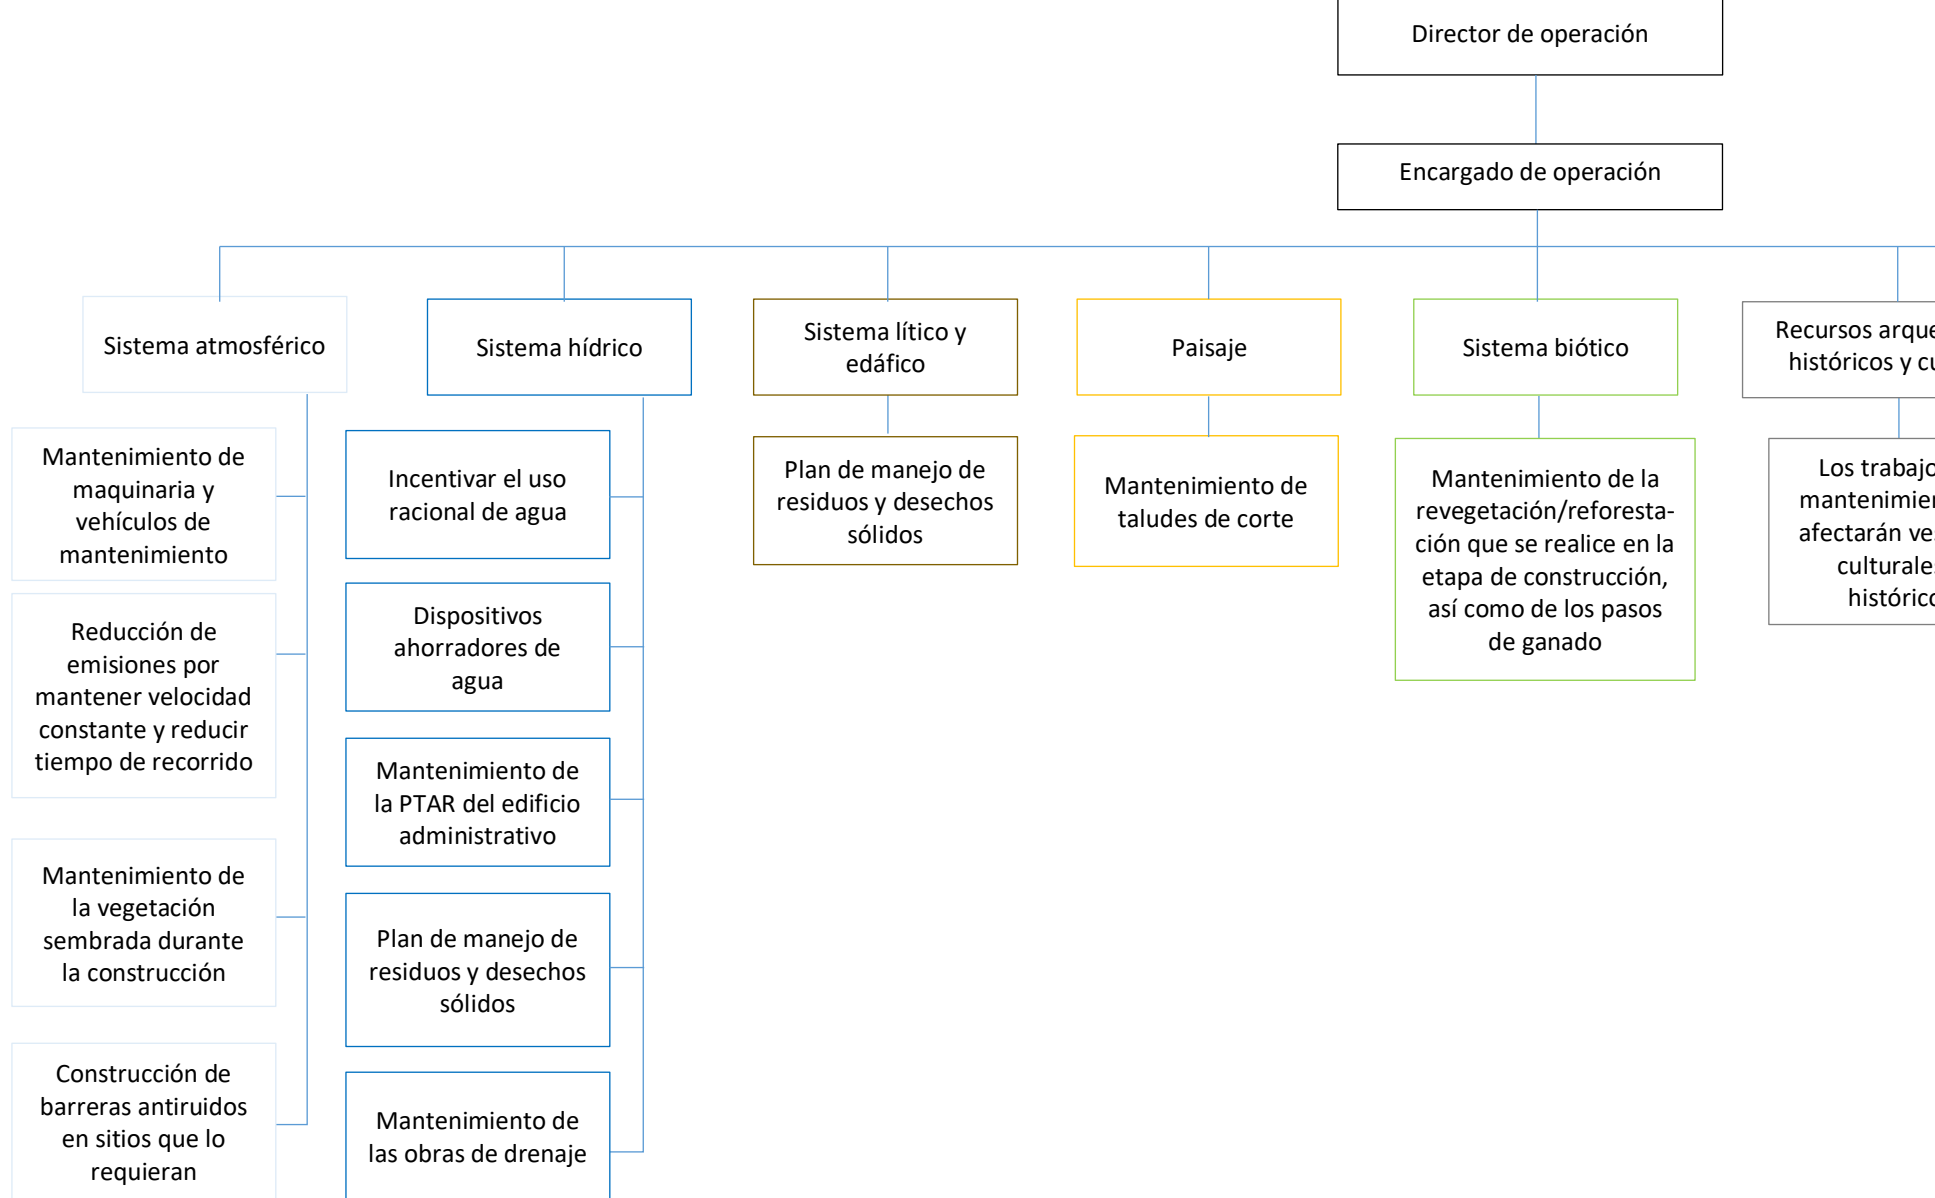 Director de operación
Encargado de operación
Sistema atmosférico
Mantenimiento de
maquinaria y
vehículos de
mantenimiento
Reducción de
emisiones por
mantener velocidad
constante y reducir
tiempo de recorrido
Mantenimiento de
la vegetación
sembrada durante
la construcción
Construcción de
barreras antiruidos
en sitios que lo
requieran
Sistema hídrico
Incentivar el uso
racional de agua
Dispositivos
ahorradores de
agua
Mantenimiento de
la PTAR del edificio
administrativo
Plan de manejo de
residuos y desechos
sólidos
Mantenimiento de
las obras de drenaje
Sistema lítico y
edáfico
Plan de manejo de
residuos y desechos
sólidos
Paisaje
Mantenimiento de
taludes de corte
Sistema biótico
Mantenimiento de la
revegetación/reforesta-
ción que se realice en la
etapa de construcción,
así como de los pasos
de ganado
Recursos
históricos y
Los
afectarán